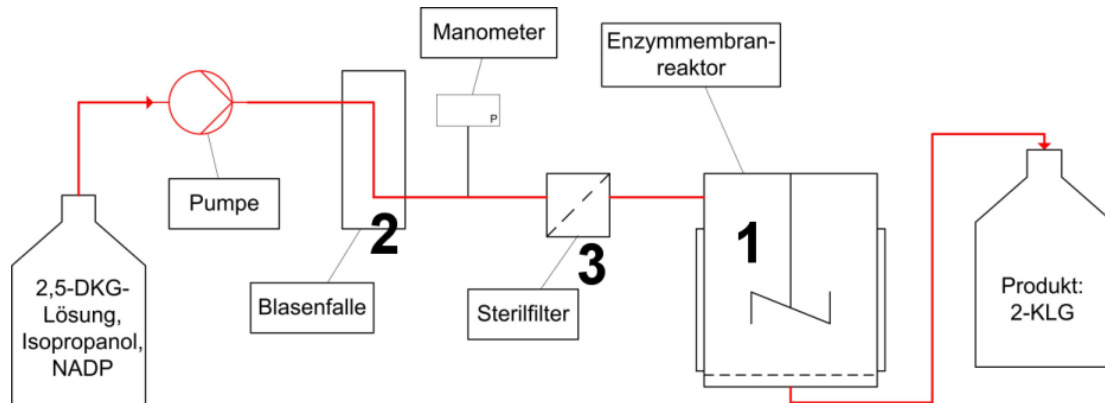 Manometer
Enzymmembran-
reaktor
P
Pumpe
1
2
3
2,5-DKG-
Lösung,
Isopropanol,
NADP
Blasenfalle
Sterilfilter
Produkt:
2-KLG